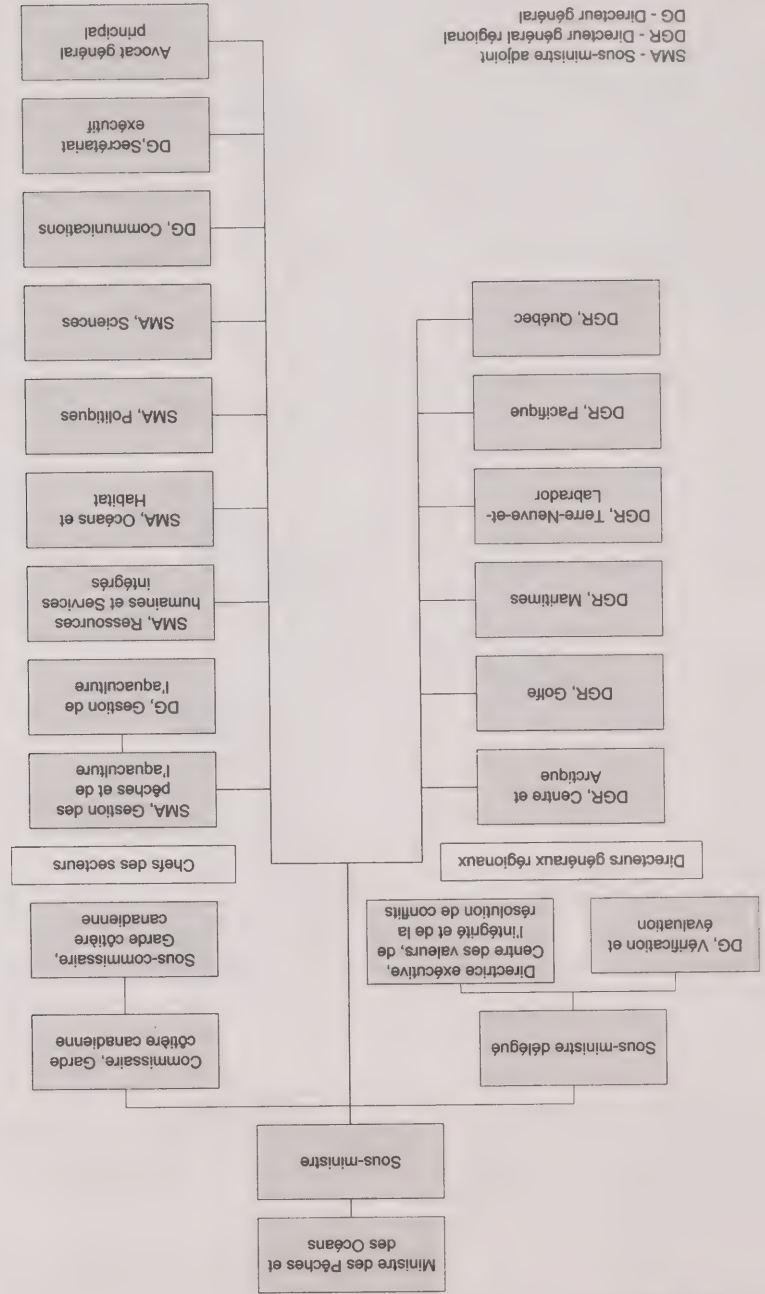 Ministre des Pêches et
des Océans
Sous-ministre
Sous-ministre délégué
Commissaire, Garde
côtière canadienne
DG, Vérification et
évaluation
Directrice exécutive,
Centre des valeurs, de
l'intégrité et de la
résolution de conflits
Sous-commissaire,
Garde côtière
canadienne
Directeurs généraux régionaux
Chefs des secteurs
DGR, Centre et
Arctique
DGR, Golfe
DGR, Maritimes
DGR, Terre-Neuve-et-
Labrador
DGR, Pacifique
DGR, Québec
SMA, Gestion des
pêches et de
l'aquaculture
DG, Gestion de
l'aquaculture
SMA, Ressources
humaines et Services
intégrés
SMA, Océans et
Habitat
SMA, Politiques
SMA, Sciences
DG, Communications
DG,Secrétariat
exécutif
Avocat général
principal
SMA - Sous-ministre adjoint
DGR - Directeur général régional
DG - Directeur général